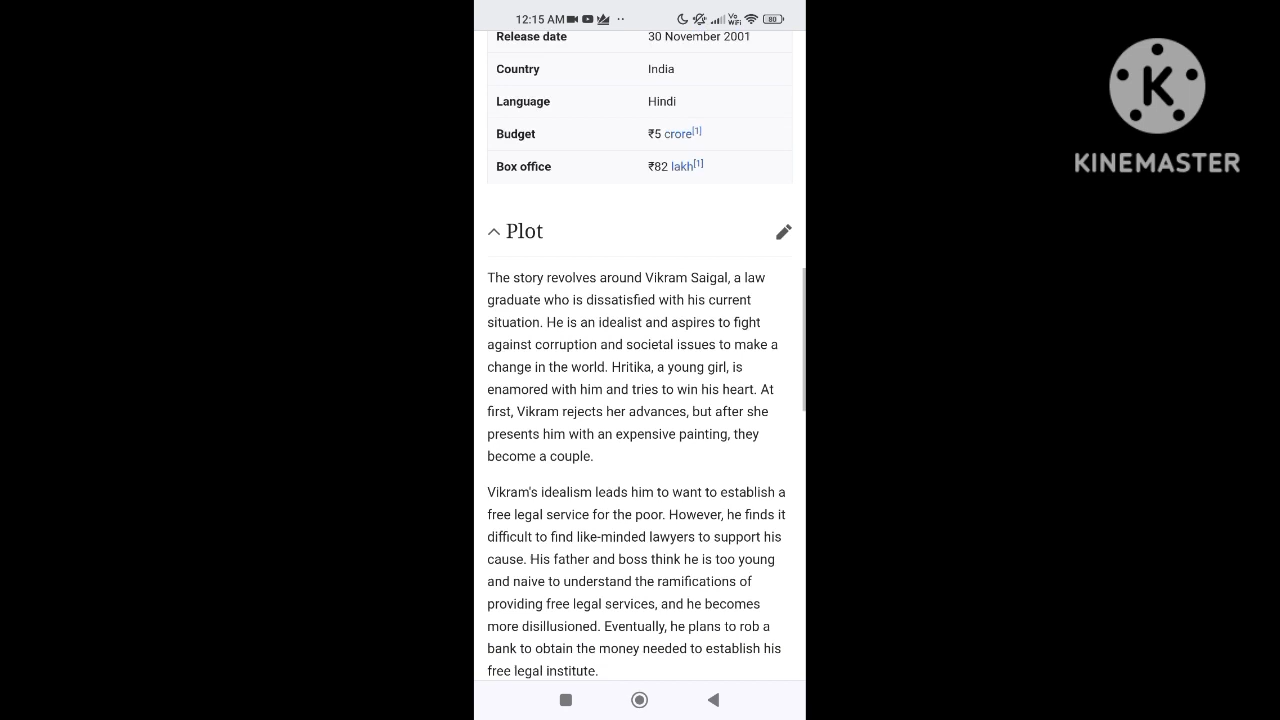 12:15 AM
Vo
WiFi
80
Release date 30 November 2001
Country India
Language Hindi
Budget ₹5 crore[1]
Box office ₹82 lakh[1]
Plot
The story revolves around Vikram Saigal, a law
graduate who is dissatisfied with his current
situation. He is an idealist and aspires to fight
against corruption and societal issues to make a
change in the world. Hritika, a young girl, is
enamored with him and tries to win his heart. At
first, Vikram rejects her advances, but after she
presents him with an expensive painting, they
become a couple.
Vikram's idealism leads him to want to establish a
free legal service for the poor. However, he finds it
difficult to find like-minded lawyers to support his
cause. His father and boss think he is too young
and naive to understand the ramifications of
providing free legal services, and he becomes
more disillusioned. Eventually, he plans to rob a
bank to obtain the money needed to establish his
free legal institute.
K
KINEMASTER